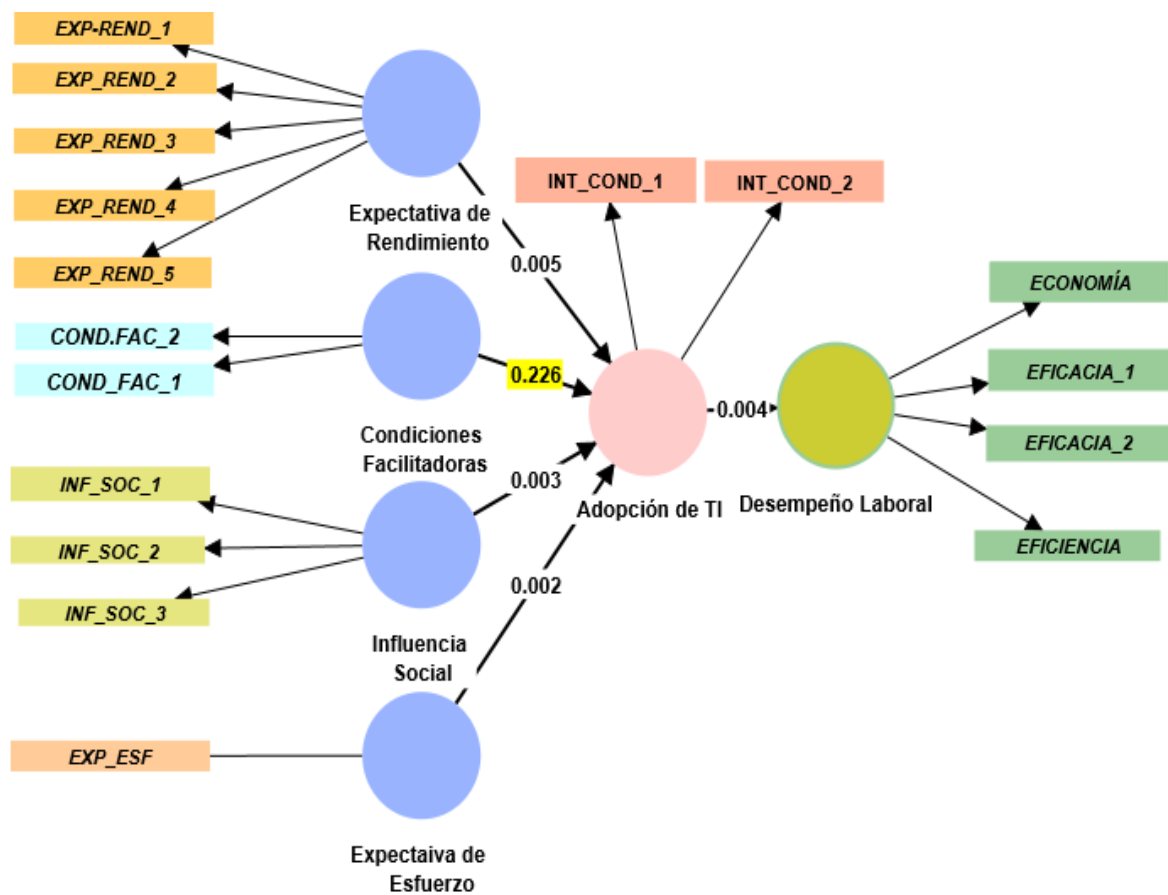 EXP-REND_1
EXP_REND_2
EXP_REND_3
EXP_REND_4
EXP_REND_5
Expectativa de
Rendimiento
0.005
INT_COND_1
INT_COND_2
COND.FAC_2
COND_FAC_1
Condiciones
Facilitadoras
0.226
INF_SOC_1
INF_SOC_2
INF_SOC_3
Influencia
Social
0.003
EXP_ESF
Expectaiva de
Esfuerzo
0.002
Adopción de TI
0.004
Desempeño Laboral
ECONOMÍA
EFICACIA_1
EFICACIA_2
EFICIENCIA